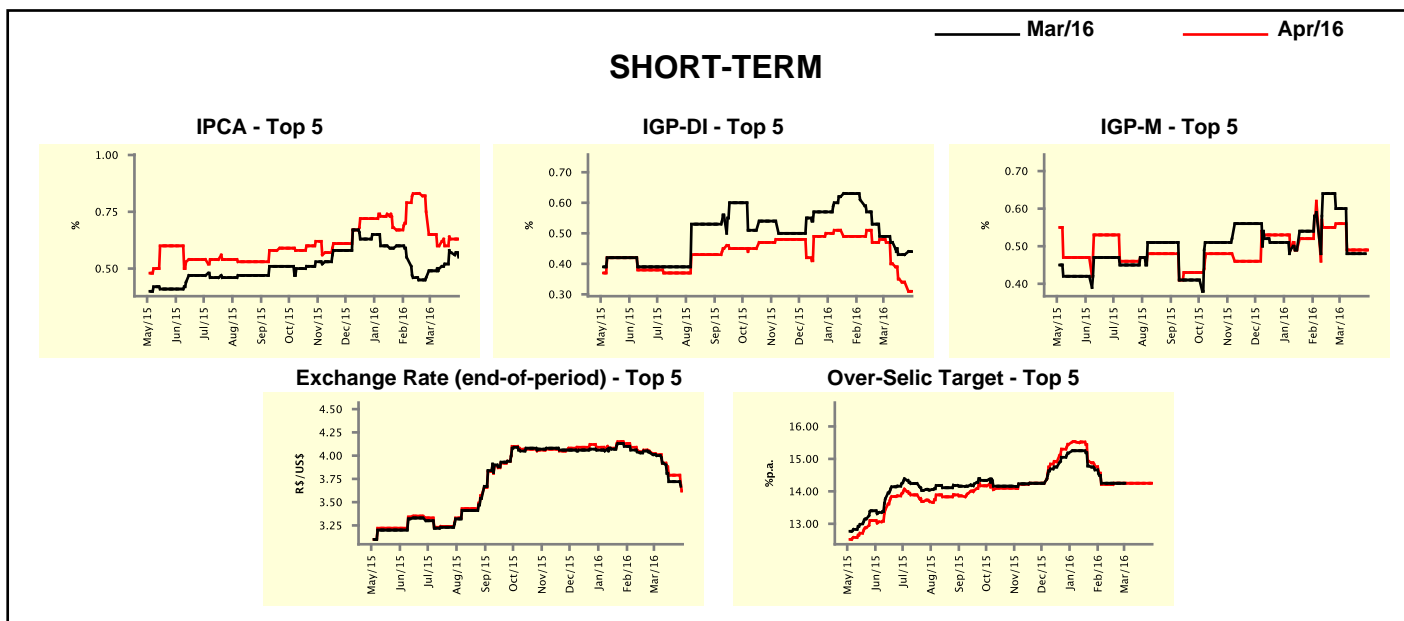 Mar/16 Apr/16
SHORT-TERM
IPCA - Top 5
%
1.00
0.75
0.50
May/15 Jun/15 Jul/15 Aug/15 Sep/15 Oct/15 Nov/15 Dec/15 Jan/16 Feb/16 Mar/16
IGP-DI - Top 5
%
0.70
0.60
0.50
0.40
0.30
May/15 Jun/15 Jul/15 Aug/15 Sep/15 Oct/15 Nov/15 Dec/15 Jan/16 Feb/16 Mar/16
IGP-M - Top 5
%
0.70
0.60
0.50
0.40
May/15 Jun/15 Jul/15 Aug/15 Sep/15 Oct/15 Nov/15 Dec/15 Jan/16 Feb/16 Mar/16
Exchange Rate (end-of-period) - Top 5
R$/US$
4.50
4.25
4.00
3.75
3.50
3.25
May/15 Jun/15 Jul/15 Aug/15 Sep/15 Oct/15 Nov/15 Dec/15 Jan/16 Feb/16 Mar/16
Over-Selic Target - Top 5
%p.a.
16.00
15.00
14.00
13.00
May/15 Jun/15 Jul/15 Aug/15 Sep/15 Oct/15 Nov/15 Dec/15 Jan/16 Feb/16 Mar/16